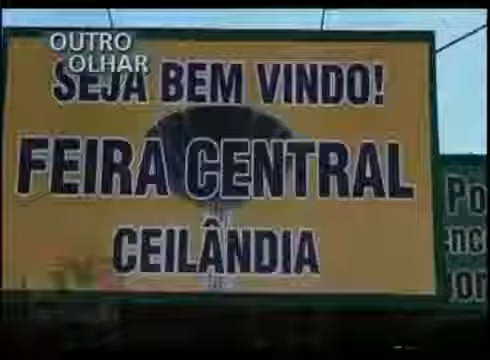 OUTRO
OLHAR
SEJA BEM VINDO!
FEIRA CENTRAL
CEILÂNDIA